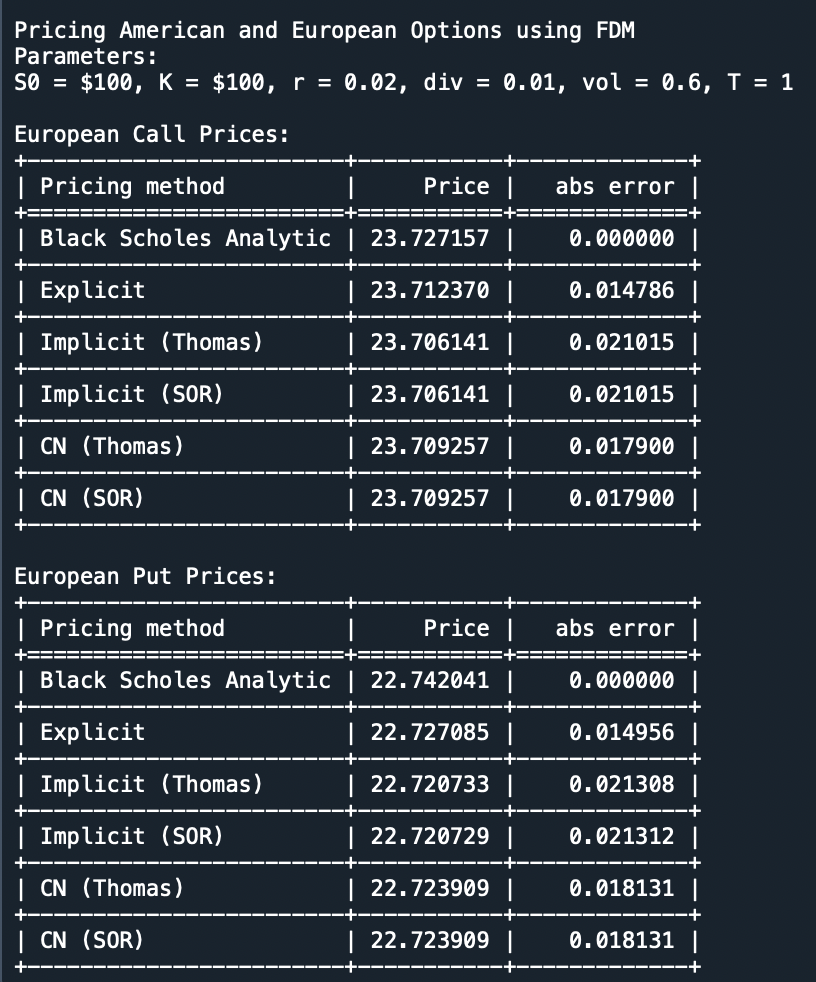 Pricing American and European Options using FDM
Parameters:
S0 = $100, K = $100, r = 0.02, div = 0.01, vol = 0.6, T = 1
European Call Prices:
+------------------------+-----------+-------------+
| Pricing method         |     Price |   abs error |
+========================+===========+=============+
| Black Scholes Analytic | 23.727157 |    0.000000 |
+------------------------+-----------+-------------+
| Explicit               | 23.712370 |    0.014786 |
+------------------------+-----------+-------------+
| Implicit (Thomas)      | 23.706141 |    0.021015 |
+------------------------+-----------+-------------+
| Implicit (SOR)         | 23.706141 |    0.021015 |
+------------------------+-----------+-------------+
| CN (Thomas)            | 23.709257 |    0.017900 |
+------------------------+-----------+-------------+
| CN (SOR)               | 23.709257 |    0.017900 |
+------------------------+-----------+-------------+
European Put Prices:
+------------------------+-----------+-------------+
| Pricing method         |     Price |   abs error |
+========================+===========+=============+
| Black Scholes Analytic | 22.742041 |    0.000000 |
+------------------------+-----------+-------------+
| Explicit               | 22.727085 |    0.014956 |
+------------------------+-----------+-------------+
| Implicit (Thomas)      | 22.720733 |    0.021308 |
+------------------------+-----------+-------------+
| Implicit (SOR)         | 22.720729 |    0.021312 |
+------------------------+-----------+-------------+
| CN (Thomas)            | 22.723909 |    0.018131 |
+------------------------+-----------+-------------+
| CN (SOR)               | 22.723909 |    0.018131 |
+------------------------+-----------+-------------+